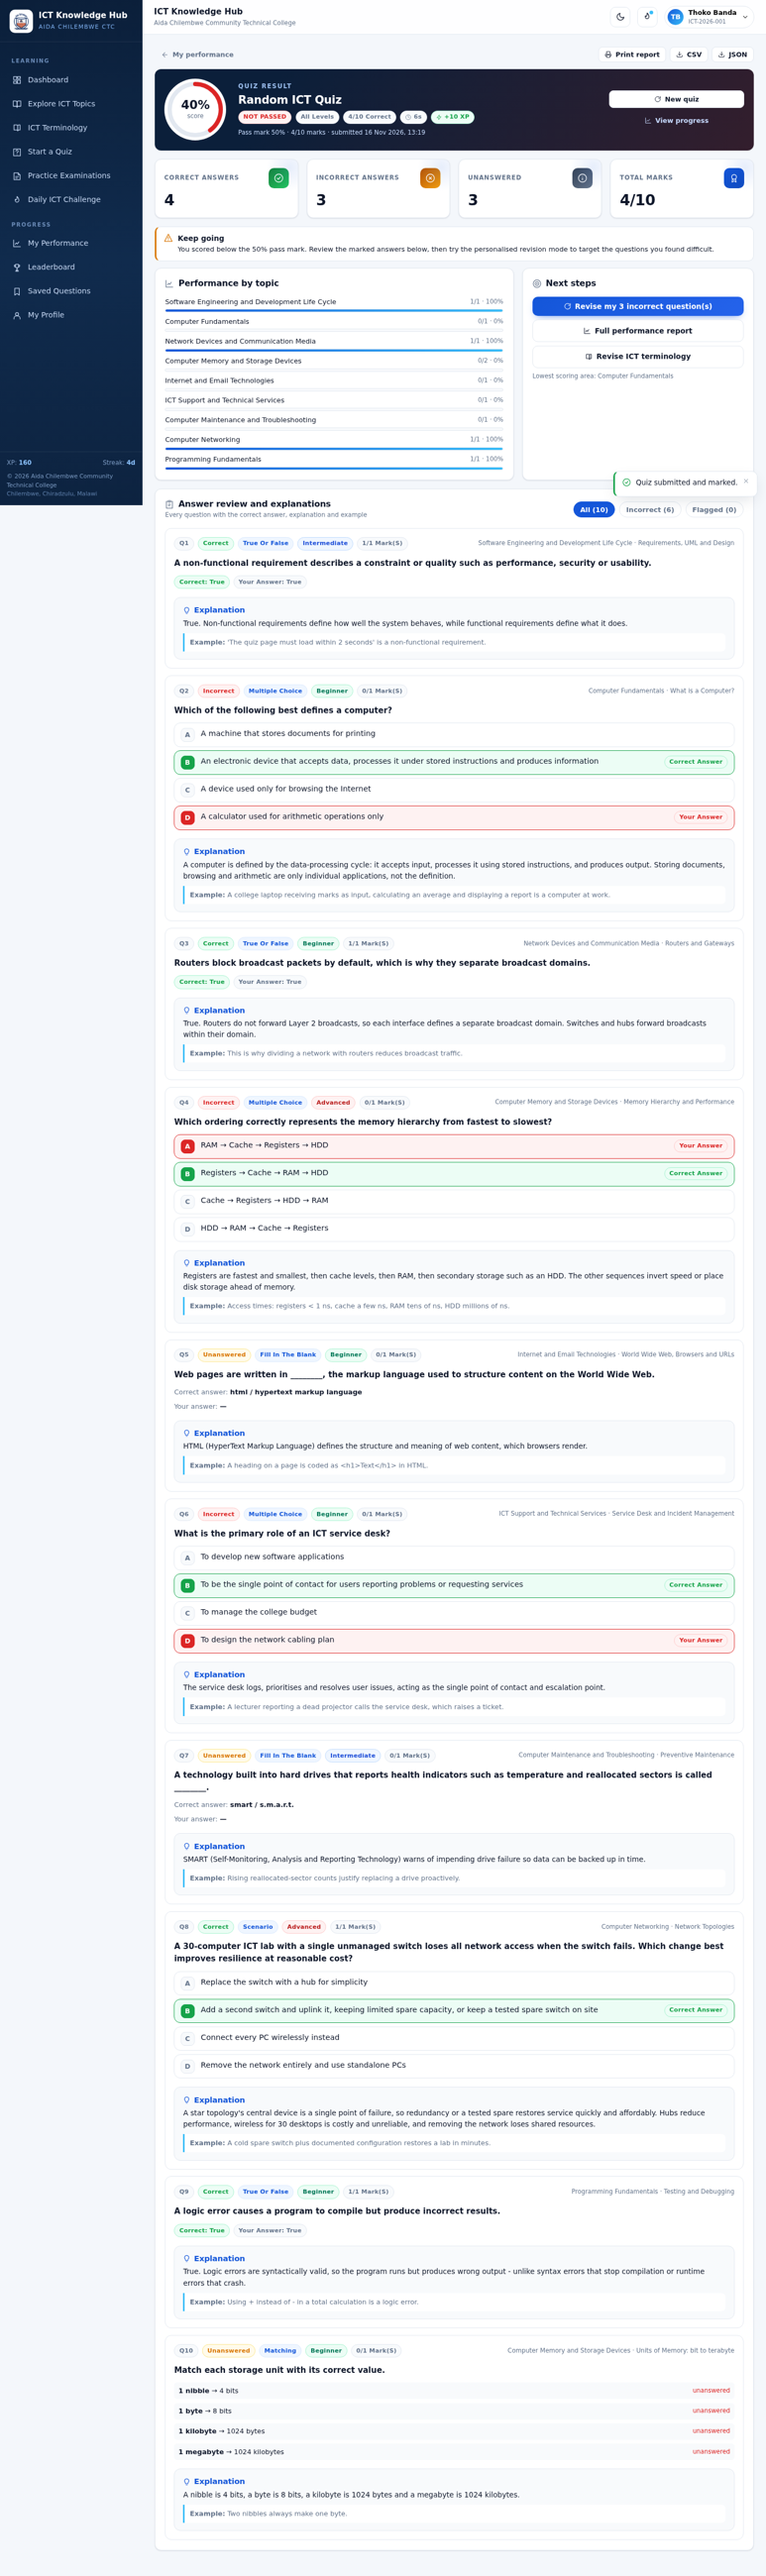 ICT Knowledge Hub
AIDA CHILEMBWE CTC
LEARNING
Dashboard
Explore ICT Topics
ICT Terminology
Start a Quiz
Practice Examinations
Daily ICT Challenge
PROGRESS
My Performance
Leaderboard
Saved Questions
My Profile
XP: 160
Streak: 4d
© 2026 Aida Chilembwe Community
Technical College
Chilembwe, Chiradzulu, Malawi
ICT Knowledge Hub
Aida Chilembwe Community Technical College
TB
Thoko Banda
ICT-2026-001
← My performance
Print report
CSV
JSON
40%
score
QUIZ RESULT
Random ICT Quiz
NOT PASSED
All Levels
4/10 Correct
6s
+10 XP
Pass mark 50% · 4/10 marks · submitted 16 Nov 2026, 13:19
New quiz
View progress
CORRECT ANSWERS
4
INCORRECT ANSWERS
3
UNANSWERED
3
TOTAL MARKS
4/10
Keep going
You scored below the 50% pass mark. Review the marked answers below, then try the personalised revision mode to target the questions you found difficult.
Performance by topic
Software Engineering and Development Life Cycle 1/1 · 100%
Computer Fundamentals 0/1 · 0%
Network Devices and Communication Media 1/1 · 100%
Computer Memory and Storage Devices 0/2 · 0%
Internet and Email Technologies 0/1 · 0%
ICT Support and Technical Services 0/1 · 0%
Computer Maintenance and Troubleshooting 0/1 · 0%
Computer Networking 1/1 · 100%
Programming Fundamentals 1/1 · 100%
Next steps
Revise my 3 incorrect question(s)
Full performance report
Revise ICT terminology
Lowest scoring area: Computer Fundamentals
Quiz submitted and marked. ×
Answer review and explanations
Every question with the correct answer, explanation and example
All (10)
Incorrect (6)
Flagged (0)
Q1 Correct True Or False Intermediate 1/1 Mark(S) Software Engineering and Development Life Cycle · Requirements, UML and Design
A non-functional requirement describes a constraint or quality such as performance, security or usability.
Correct: True Your Answer: True
Explanation
True. Non-functional requirements define how well the system behaves, while functional requirements define what it does.
Example: 'The quiz page must load within 2 seconds' is a non-functional requirement.
Q2 Incorrect Multiple Choice Beginner 0/1 Mark(S) Computer Fundamentals · What is a Computer?
Which of the following best defines a computer?
A A machine that stores documents for printing
B An electronic device that accepts data, processes it under stored instructions and produces information Correct Answer
C A device used only for browsing the Internet
D A calculator used for arithmetic operations only Your Answer
Explanation
A computer is defined by the data-processing cycle: it accepts input, processes it using stored instructions, and produces output. Storing documents,
browsing and arithmetic are only individual applications, not the definition.
Example: A college laptop receiving marks as input, calculating an average and displaying a report is a computer at work.
Q3 Correct True Or False Beginner 1/1 Mark(S) Network Devices and Communication Media · Routers and Gateways
Routers block broadcast packets by default, which is why they separate broadcast domains.
Correct: True Your Answer: True
Explanation
True. Routers do not forward Layer 2 broadcasts, so each interface defines a separate broadcast domain. Switches and hubs forward broadcasts
within their domain.
Example: This is why dividing a network with routers reduces broadcast traffic.
Q4 Incorrect Multiple Choice Advanced 0/1 Mark(S) Computer Memory and Storage Devices · Memory Hierarchy and Performance
Which ordering correctly represents the memory hierarchy from fastest to slowest?
A RAM → Cache → Registers → HDD Your Answer
B Registers → Cache → RAM → HDD Correct Answer
C Cache → Registers → HDD → RAM
D HDD → RAM → Cache → Registers
Explanation
Registers are fastest and smallest, then cache levels, then RAM, then secondary storage such as an HDD. The other sequences invert speed or place
disk storage ahead of memory.
Example: Access times: registers < 1 ns, cache a few ns, RAM tens of ns, HDD millions of ns.
Q5 Unanswered Fill In The Blank Beginner 0/1 Mark(S) Internet and Email Technologies · World Wide Web, Browsers and URLs
Web pages are written in ________, the markup language used to structure content on the World Wide Web.
Correct answer: html / hypertext markup language
Your answer: —
Explanation
HTML (HyperText Markup Language) defines the structure and meaning of web content, which browsers render.
Example: A heading on a page is coded as <h1>Text</h1> in HTML.
Q6 Incorrect Multiple Choice Beginner 0/1 Mark(S) ICT Support and Technical Services · Service Desk and Incident Management
What is the primary role of an ICT service desk?
A To develop new software applications
B To be the single point of contact for users reporting problems or requesting services Correct Answer
C To manage the college budget
D To design the network cabling plan Your Answer
Explanation
The service desk logs, prioritises and resolves user issues, acting as the single point of contact and escalation point.
Example: A lecturer reporting a dead projector calls the service desk, which raises a ticket.
Q7 Unanswered Fill In The Blank Intermediate 0/1 Mark(S) Computer Maintenance and Troubleshooting · Preventive Maintenance
A technology built into hard drives that reports health indicators such as temperature and reallocated sectors is called
________.
Correct answer: smart / s.m.a.r.t.
Your answer: —
Explanation
SMART (Self-Monitoring, Analysis and Reporting Technology) warns of impending drive failure so data can be backed up in time.
Example: Rising reallocated-sector counts justify replacing a drive proactively.
Q8 Correct Scenario Advanced 1/1 Mark(S) Computer Networking · Network Topologies
A 30-computer ICT lab with a single unmanaged switch loses all network access when the switch fails. Which change best
improves resilience at reasonable cost?
A Replace the switch with a hub for simplicity
B Add a second switch and uplink it, keeping limited spare capacity, or keep a tested spare switch on site Correct Answer
C Connect every PC wirelessly instead
D Remove the network entirely and use standalone PCs
Explanation
A star topology's central device is a single point of failure, so redundancy or a tested spare restores service quickly and affordably. Hubs reduce
performance, wireless for 30 desktops is costly and unreliable, and removing the network loses shared resources.
Example: A cold spare switch plus documented configuration restores a lab in minutes.
Q9 Correct True Or False Beginner 1/1 Mark(S) Programming Fundamentals · Testing and Debugging
A logic error causes a program to compile but produce incorrect results.
Correct: True Your Answer: True
Explanation
True. Logic errors are syntactically valid, so the program runs but produces wrong output - unlike syntax errors that stop compilation or runtime
errors that crash.
Example: Using + instead of - in a total calculation is a logic error.
Q10 Unanswered Matching Beginner 0/1 Mark(S) Computer Memory and Storage Devices · Units of Memory: bit to terabyte
Match each storage unit with its correct value.
1 nibble → 4 bits unanswered
1 byte → 8 bits unanswered
1 kilobyte → 1024 bytes unanswered
1 megabyte → 1024 kilobytes unanswered
Explanation
A nibble is 4 bits, a byte is 8 bits, a kilobyte is 1024 bytes and a megabyte is 1024 kilobytes.
Example: Two nibbles always make one byte.